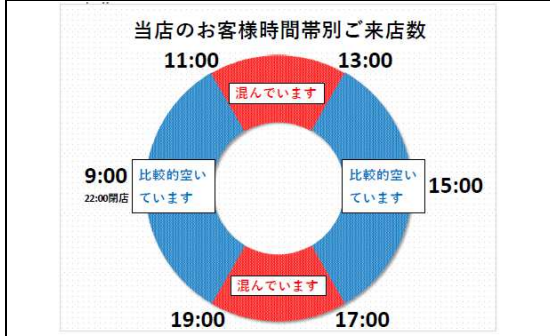 当店のお客様時間帯別ご来店数
11:00
13:00
混んでいます
9:00
22:00閉店
比較的空い
ています
比較的空い
ています
15:00
混んでいます
19:00
17:00